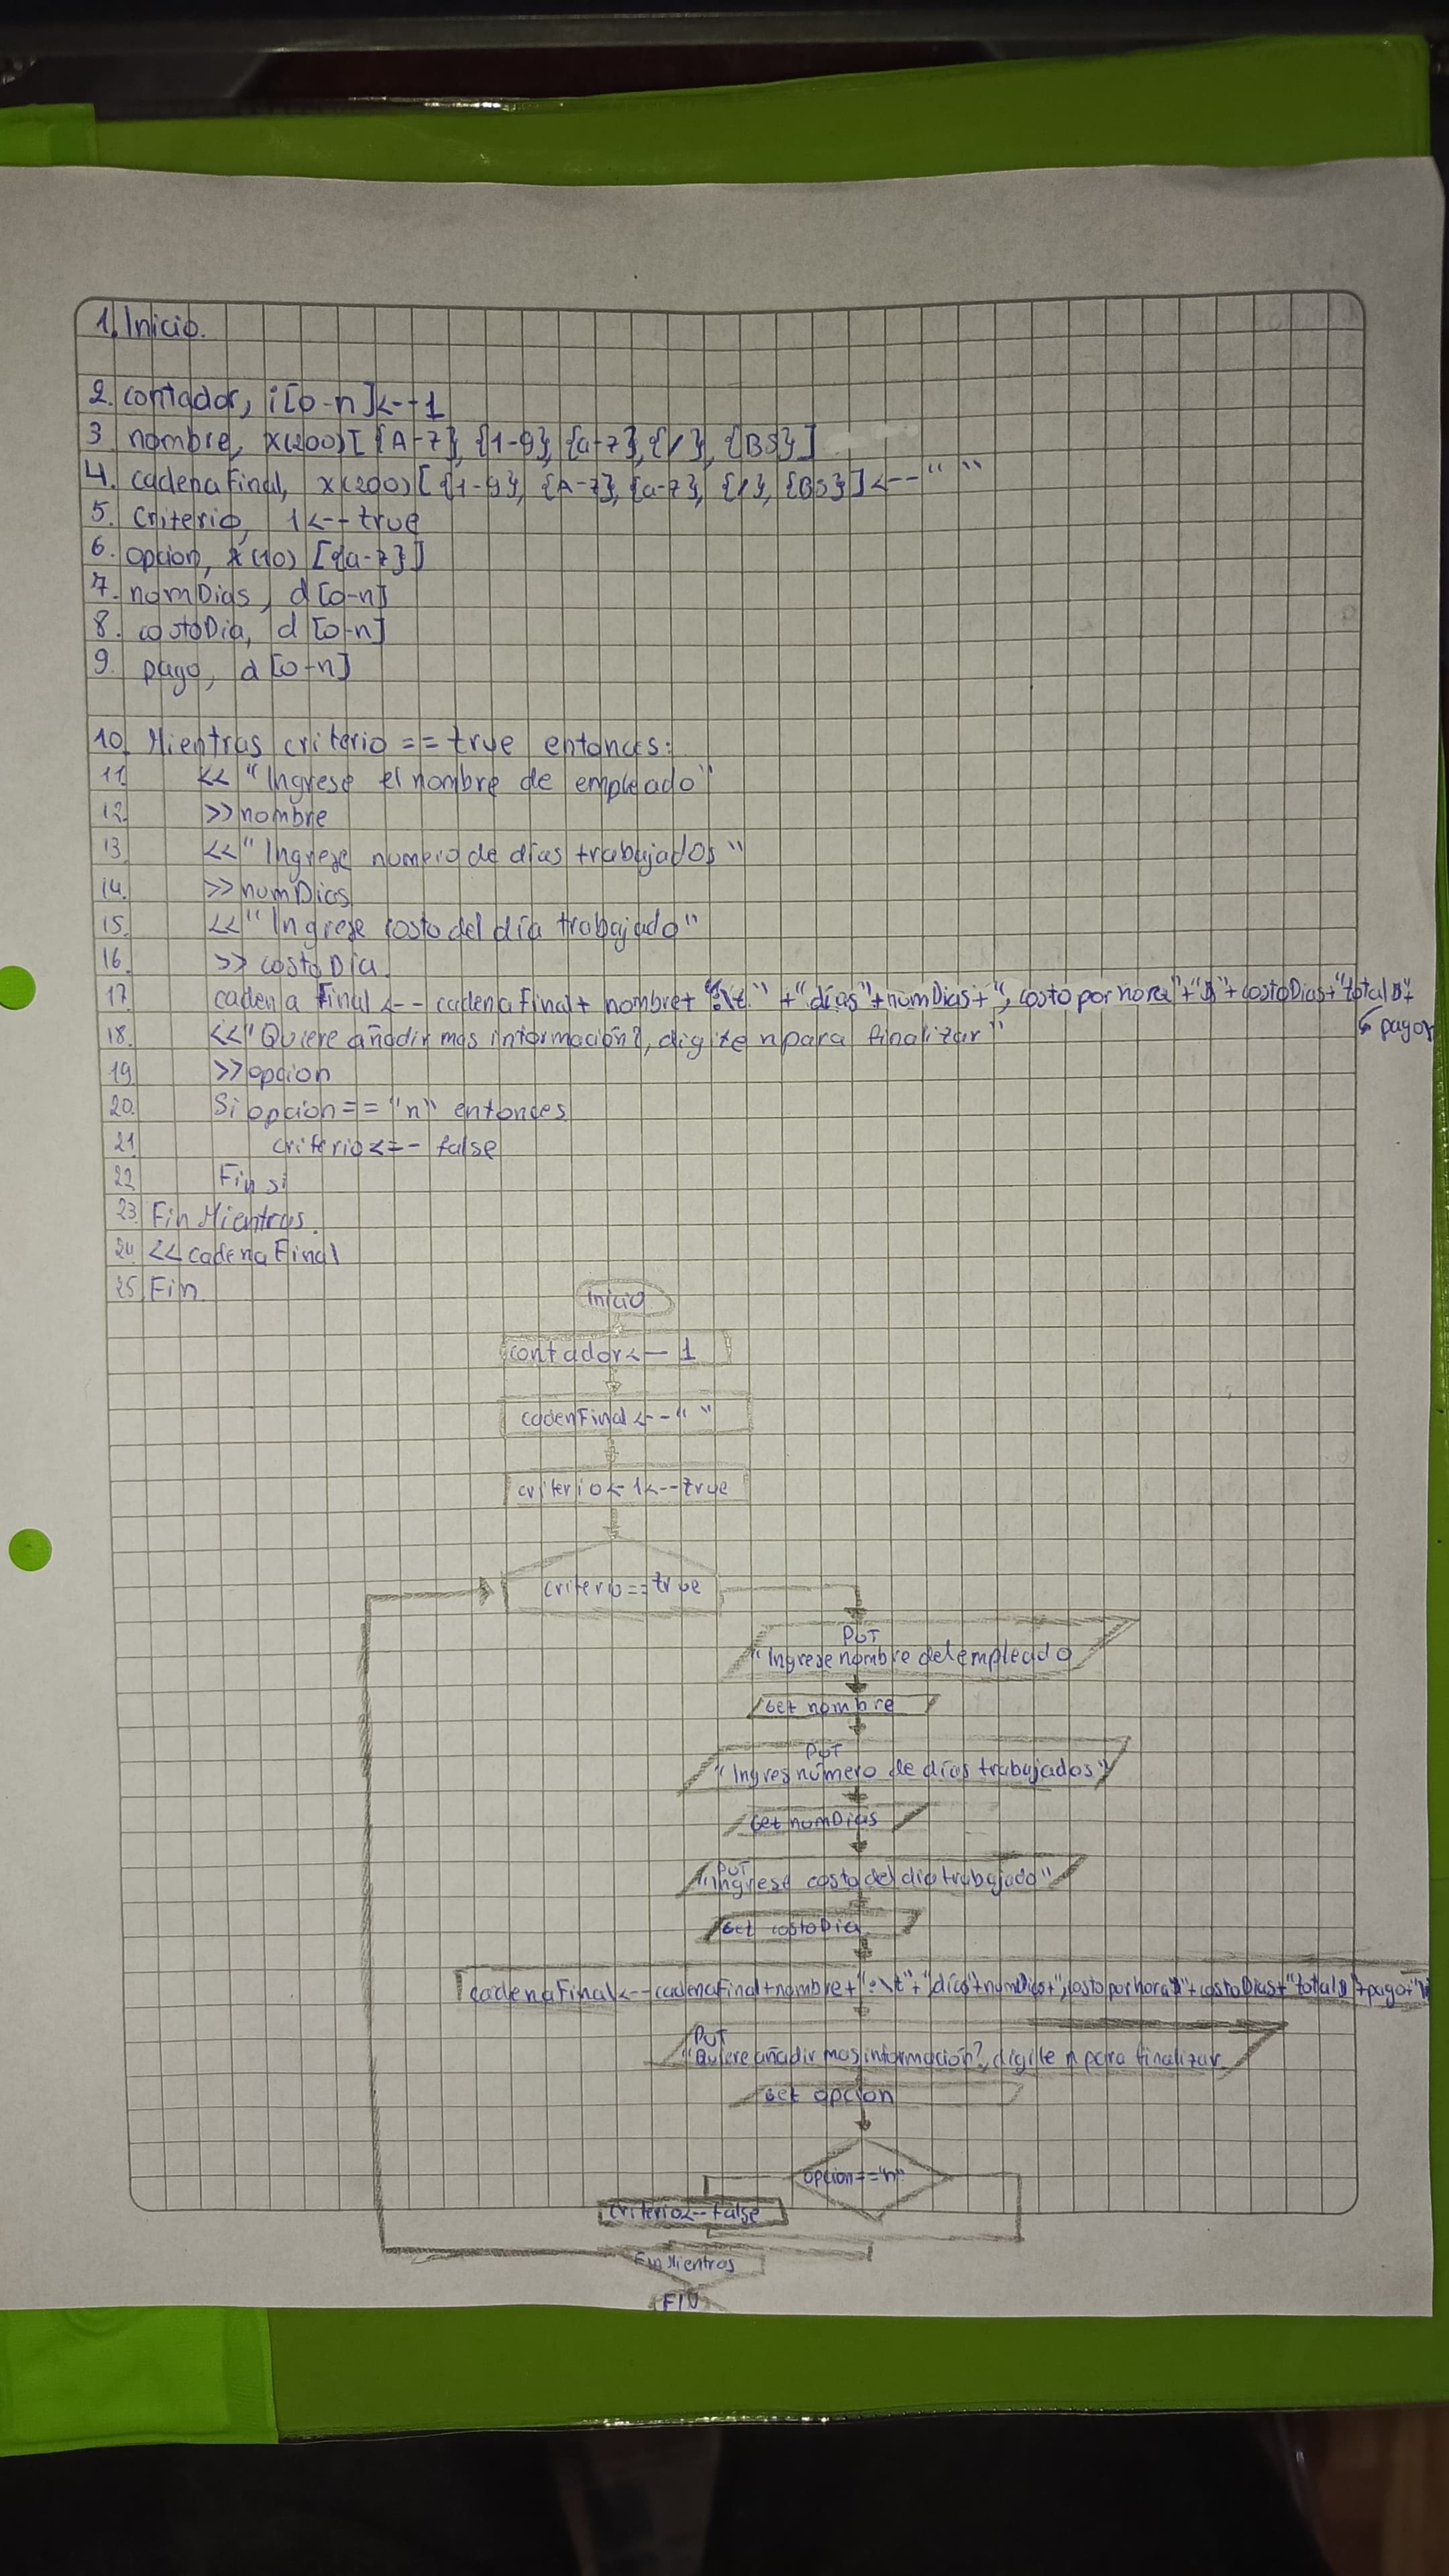 1. Inicio.
2. contador, i[0-n]<--1
3 nombre, x(200)[{A-z}, {1-9}, {a-z}, {/}, {BS}]
4. cadenaFinal, x(200)[{1-9}, {A-z}, {a-z}, {/}, {BS}]<--" "
5. Criterio, 1<--true
6. opcion, x(10) [{a-z}]
7. numDias, d[0-n]
8. costoDia, d[0-n]
9. pago, d[0-n]
10. Mientras criterio == true entonces:
11. << "Ingrese el nombre de empleado"
12. >>nombre
13. <<"Ingrese numero de días trabajados"
14. >>numDias
15. <<"Ingrese costo del día trabajado"
16. >> costoDia
17 cadena Final <-- cadenaFinal+ nombre+ ":\t" + "días"+numDias+", costo por hora"+"$"+costoDias+"total $"+
pago+
18. <<"Quiere añadir mas información?, digite n para finalizar"
19. >>opcion
20. Si opcion== "n" entonces
21 criterio<-- false
22 Fin si
23 Fin Mientras.
24 <<cadenaFinal
25 Fin
inicio
contador<-- 1
cadenFinal<--" "
criterio<-1<--true
criterio==true
PUT
"Ingrese nombre del empleado
Get nombre
PUT
"Ingres número de días trabajados"
Get numDias
PUT
"Ingrese costo del dia trabajado"
Get costoDia
cadenaFinal<--cadenaFinal+nombre+":\t"+"días"+numDias+",costo por hora$"+costoDias+"total$"+pago+"\
PUT
"Quiere añadir mas información?, digite n para finalizar
Get opcion
opcion=="n"
criterio<--false
Fin Mientras
FIN